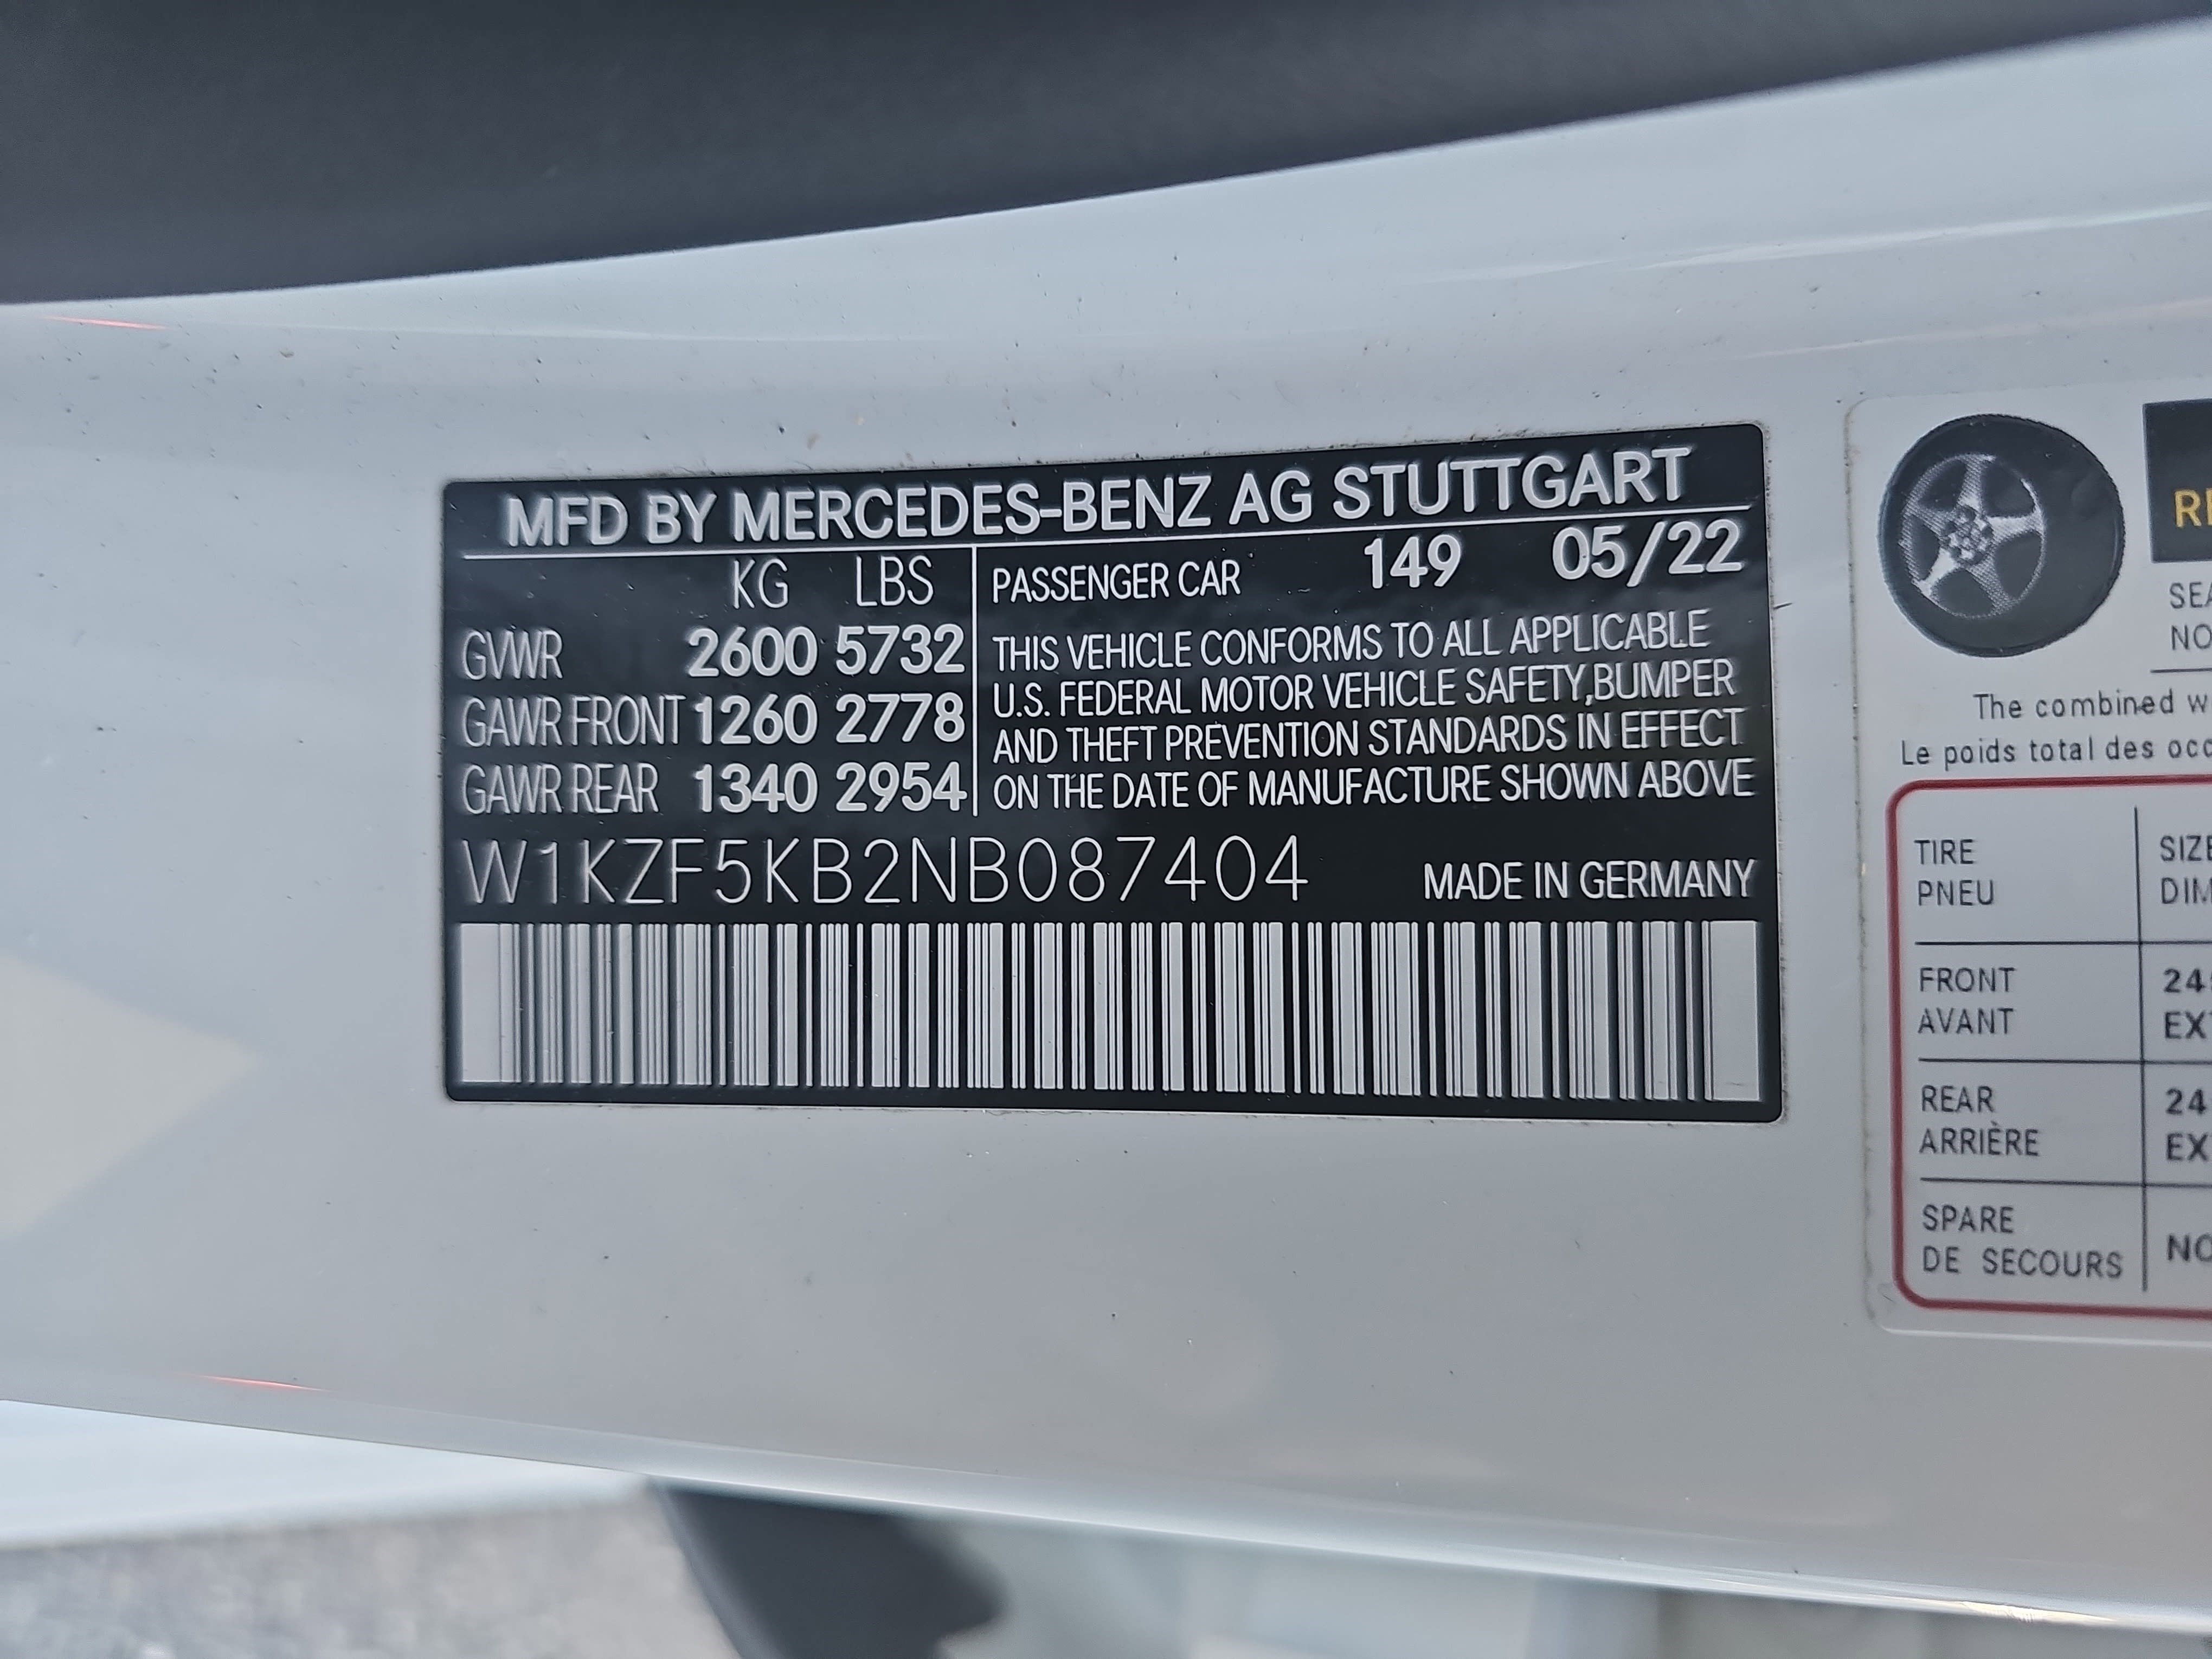 MFD BY MERCEDES-BENZ AG STUTTGART
KG LBS
GVWR 2600 5732
GAWR FRONT 1260 2778
GAWR REAR 1340 2954
PASSENGER CAR 149 05/22
THIS VEHICLE CONFORMS TO ALL APPLICABLE
U.S. FEDERAL MOTOR VEHICLE SAFETY,BUMPER
AND THEFT PREVENTION STANDARDS IN EFFECT
ON THE DATE OF MANUFACTURE SHOWN ABOVE
W1KZF5KB2NB087404
MADE IN GERMANY
The combined
Le poids total des
TIRE
PNEU
FRONT
AVANT
REAR
ARRIÈRE
SPARE
DE SECOURS